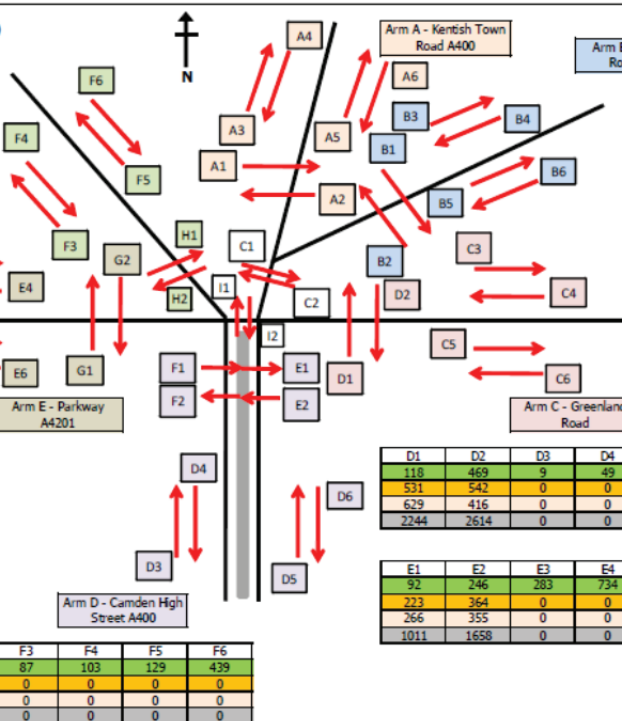 A4
Arm A - Kentish Town
Road A400
Arm
F6
N
A6
B3
B4
F4
A3
A5
B1
A1
F5
B6
A2
B5
H1
F3
G2
C1
C3
B2
E4
I1
D2
C4
H2
C2
I2
C5
F1
E1
E6
G1
D1
C6
F2
E2
Arm E - Parkway
A4201
Arm C -
Road
D4
D1 D2 D3 D4
118 469 9 49
531 542 0 0
629 416 0 0
2244 2614 0 0
D6
D3
D5
E1 E2 E3 E4
92 246 283 734
223 364 0 0
266 355 0 0
1011 1658 0 0
Arm D - Camden High
Street A400
F3 F4 F5 F6
87 103 129 439
0 0 0 0
0 0 0 0
0 0 0 0